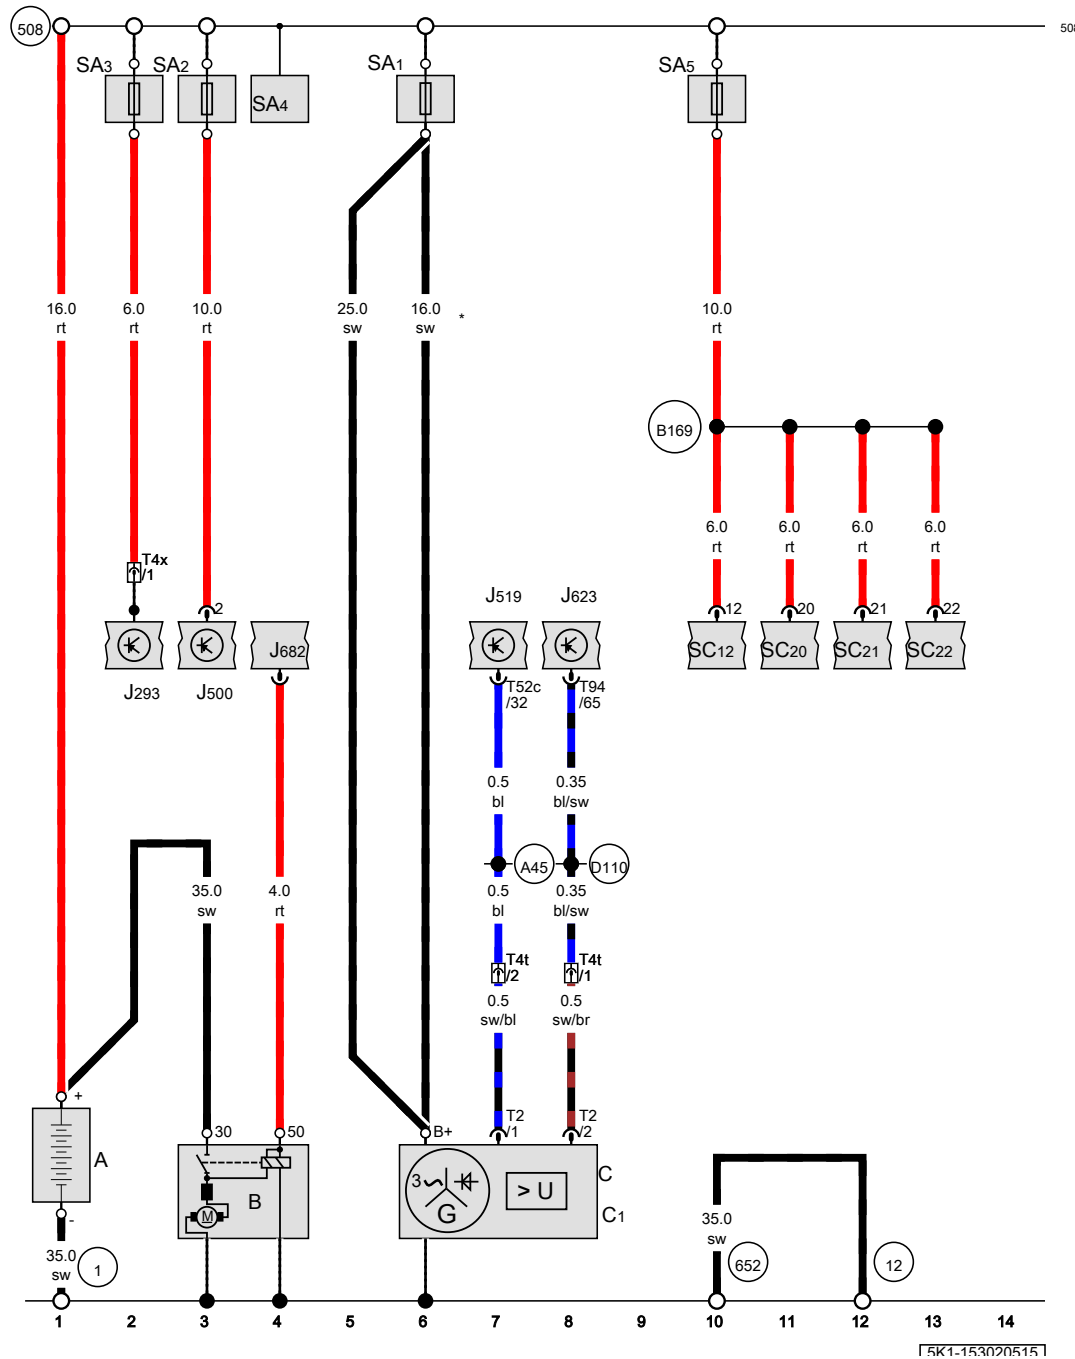 508
508
SA3
SA2
SA4
SA1
SA5
16.0
rt
6.0
rt
10.0
rt
25.0
sw
16.0
sw
*
10.0
rt
B169
6.0
rt
6.0
rt
6.0
rt
6.0
rt
T4x
/1
2
12
20
21
22
J519
J623
J682
SC12
SC20
SC21
SC22
J293
J500
T52c
/32
T94
/65
0.5
bl
0.35
bl/sw
A45
D110
35.0
sw
4.0
rt
0.5
bl
0.35
bl/sw
T4t
/2
T4t
/1
0.5
sw/bl
0.5
sw/br
+
30
50
B+
T2
/1
T2
/2
A
B
M
3
G
> U
C
C1
-
35.0
sw
1
35.0
sw
652
12
1 2 3 4 5 6 7 8 9 10 11 12 13 14
5K1-153020515